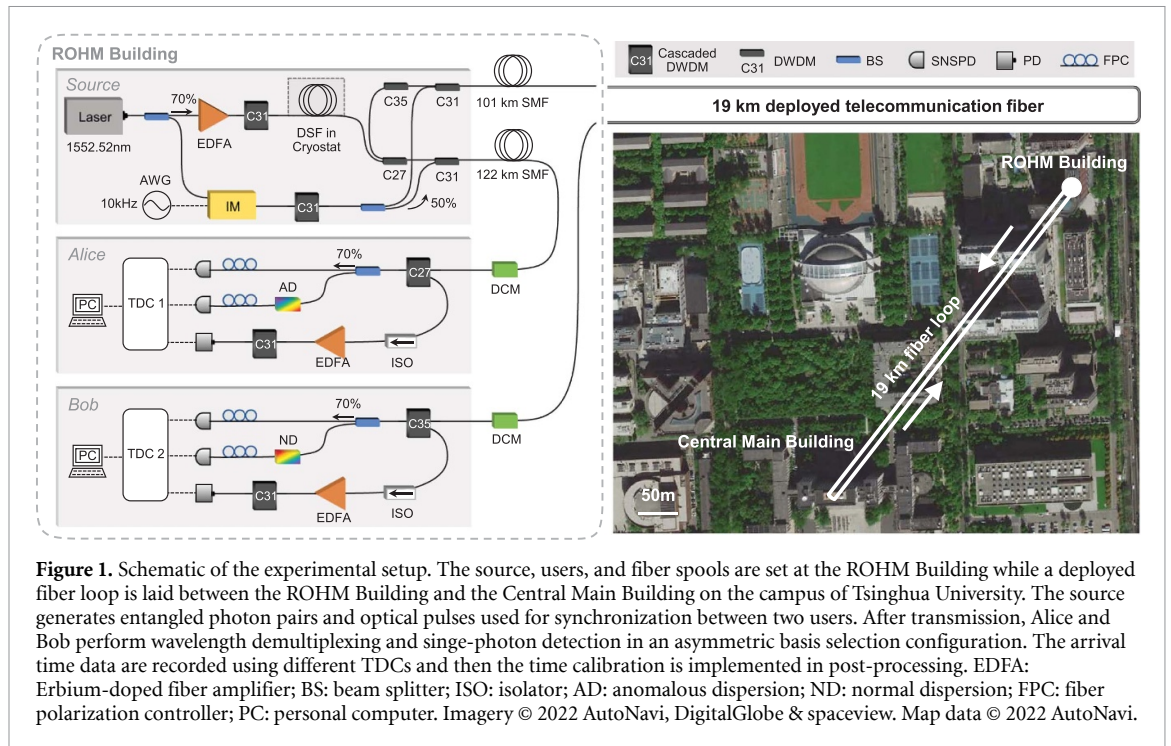 ROHM Building
Source
Laser
1552.52nm
70%
EDFA
C31
DSF in
Cryostat
C35
C31
101 km SMF
C27
C31
122 km SMF
AWG
10kHz
IM
C31
50%
Alice
PC
TDC 1
70%
AD
C27
DCM
C31
EDFA
ISO
Bob
PC
TDC 2
70%
ND
C35
DCM
C31
EDFA
ISO
C31
Cascaded
DWDM
C31
DWDM
BS
SNSPD
PD
FPC
19 km deployed telecommunication fiber
ROHM Building
19 km fiber loop
Central Main Building
50m
Figure 1. Schematic of the experimental setup. The source, users, and fiber spools are set at the ROHM Building while a deployed
fiber loop is laid between the ROHM Building and the Central Main Building on the campus of Tsinghua University. The source
generates entangled photon pairs and optical pulses used for synchronization between two users. After transmission, Alice and
Bob perform wavelength demultiplexing and singe-photon detection in an asymmetric basis selection configuration. The arrival
time data are recorded using different TDCs and then the time calibration is implemented in post-processing. EDFA:
Erbium-doped fiber amplifier; BS: beam splitter; ISO: isolator; AD: anomalous dispersion; ND: normal dispersion; FPC: fiber
polarization controller; PC: personal computer. Imagery © 2022 AutoNavi, DigitalGlobe & spaceview. Map data © 2022 AutoNavi.